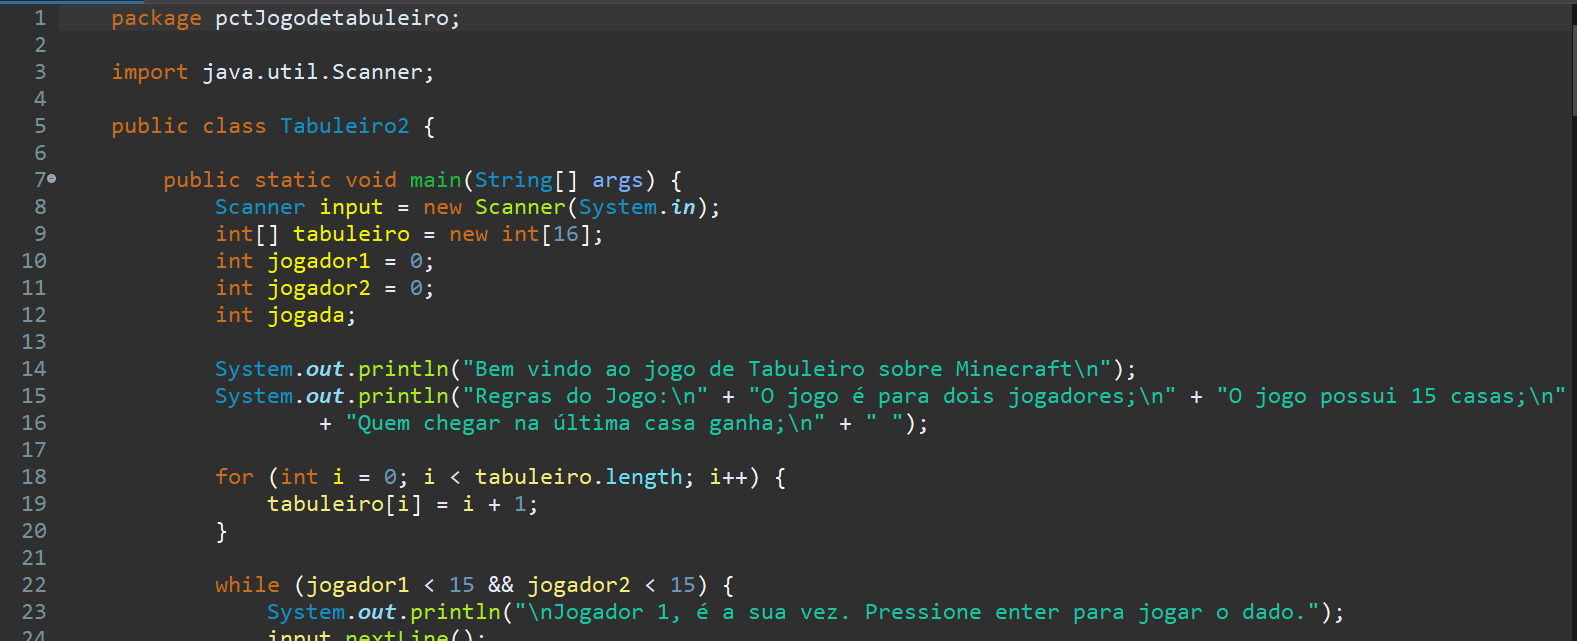 1 package pctJogodetabuleiro;
2
3 import java.util.Scanner;
4
5 public class Tabuleiro2 {
6
7 public static void main(String[] args) {
8 Scanner input = new Scanner(System.in);
9 int[] tabuleiro = new int[16];
10 int jogador1 = 0;
11 int jogador2 = 0;
12 int jogada;
13
14 System.out.println("Bem vindo ao jogo de Tabuleiro sobre Minecraft\n");
15 System.out.println("Regras do Jogo:\n" + "O jogo é para dois jogadores;\n" + "O jogo possui 15 casas;\n"
16 + "Quem chegar na última casa ganha;\n" + " ");
17
18 for (int i = 0; i < tabuleiro.length; i++) {
19 tabuleiro[i] = i + 1;
20 }
21
22 while (jogador1 < 15 && jogador2 < 15) {
23 System.out.println("\nJogador 1, é a sua vez. Pressione enter para jogar o dado.");
24 input.nextLine();